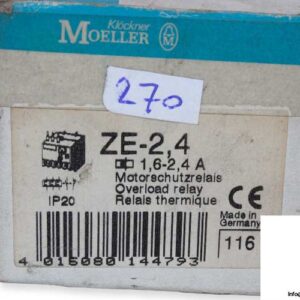 Klöckner
MOELLER
270
ZE-2,4
1,6-2,4 A
Motorschutzrelais
Overload relay
Relais thermique
IP20
CE
Made in
Germany
116
4 015080 144793